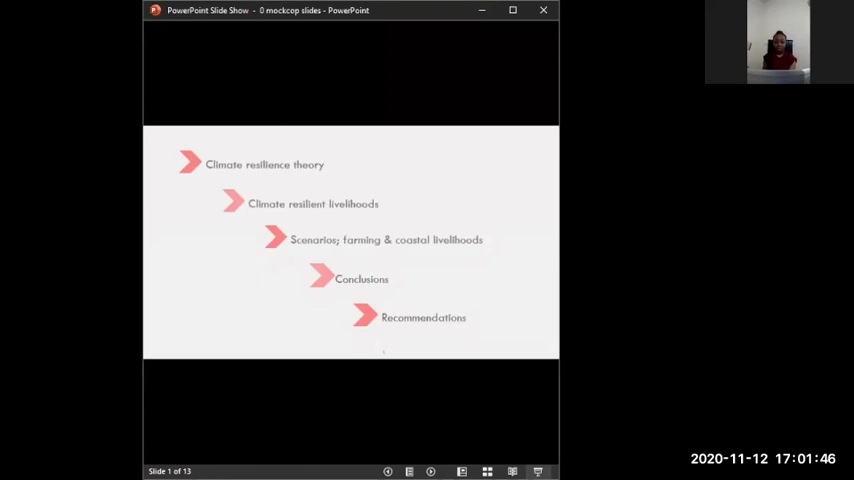 PowerPoint Slide Show - 0 mockcop slides - PowerPoint
Climate resilience theory
Climate resilient livelihoods
Scenarios; farming & coastal livelihoods
Conclusions
Recommendations
Slide 1 of 13
2020-11-12 17:01:46